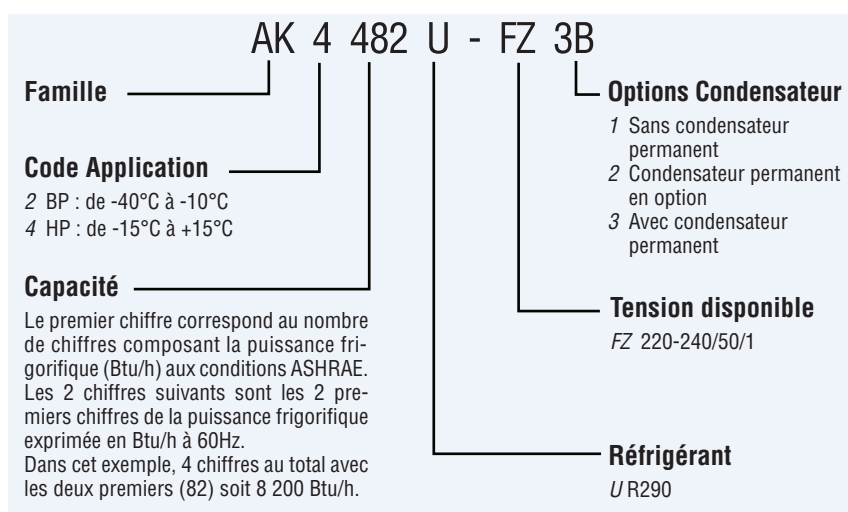 AK 4 482 U - FZ 3B
Famille
Code Application
2 BP : de -40°C à -10°C
4 HP : de -15°C à +15°C
Capacité
Le premier chiffre correspond au nombre
de chiffres composant la puissance fri-
gorifique (Btu/h) aux conditions ASHRAE.
Les 2 chiffres suivants sont les 2 pre-
miers chiffres de la puissance frigorifique
exprimée en Btu/h à 60Hz.
Dans cet exemple, 4 chiffres au total avec
les deux premiers (82) soit 8 200 Btu/h.
Options Condensateur
1 Sans condensateur
permanent
2 Condensateur permanent
en option
3 Avec condensateur
permanent
Tension disponible
FZ 220-240/50/1
Réfrigérant
U R290